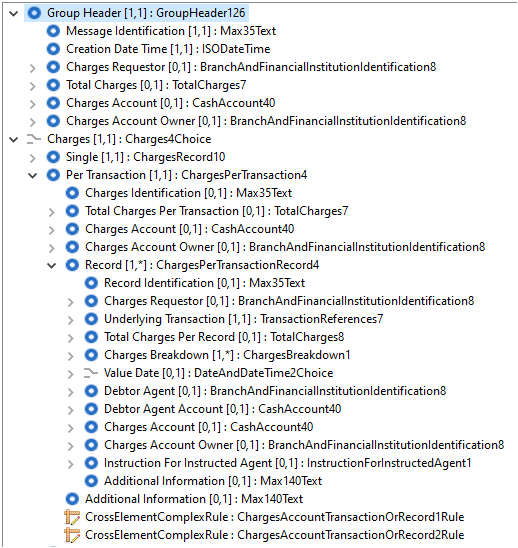 Group Header [1,1] : GroupHeader126
Message Identification [1,1] : Max35Text
Creation Date Time [1,1] : ISODateTime
Charges Requestor [0,1] : BranchAndFinancialInstitutionIdentification8
Total Charges [0,1] : TotalCharges7
Charges Account [0,1] : CashAccount40
Charges Account Owner [0,1] : BranchAndFinancialInstitutionIdentification8
Charges [1,1] : Charges4Choice
Single [1,1] : ChargesRecord10
Per Transaction [1,1] : ChargesPerTransaction4
Charges Identification [0,1] : Max35Text
Total Charges Per Transaction [0,1] : TotalCharges7
Charges Account [0,1] : CashAccount40
Charges Account Owner [0,1] : BranchAndFinancialInstitutionIdentification8
Record [1,*] : ChargesPerTransactionRecord4
Record Identification [0,1] : Max35Text
Charges Requestor [0,1] : BranchAndFinancialInstitutionIdentification8
Underlying Transaction [1,1] : TransactionReferences7
Total Charges Per Record [0,1] : TotalCharges8
Charges Breakdown [1,*] : ChargesBreakdown1
Value Date [0,1] : DateAndDateTime2Choice
Debtor Agent [0,1] : BranchAndFinancialInstitutionIdentification8
Debtor Agent Account [0,1] : CashAccount40
Charges Account [0,1] : CashAccount40
Charges Account Owner [0,1] : BranchAndFinancialInstitutionIdentification8
Instruction For Instructed Agent [0,1] : InstructionForInstructedAgent1
Additional Information [0,1] : Max140Text
Additional Information [0,1] : Max140Text
CrossElementComplexRule : ChargesAccountTransactionOrRecord1Rule
CrossElementComplexRule : ChargesAccountTransactionOrRecord2Rule